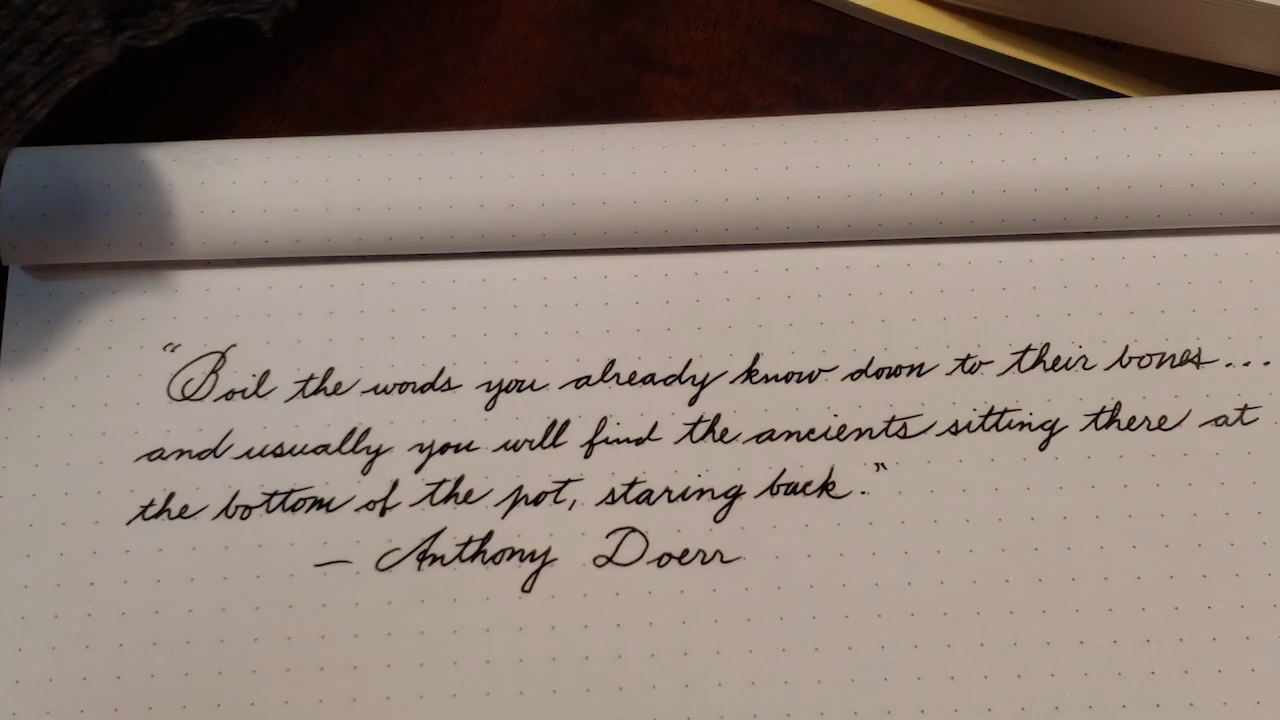 "Boil the words you already know down to their bones...
and usually you will find the ancients sitting there at
the bottom of the pot, staring back."
— Anthony Doerr